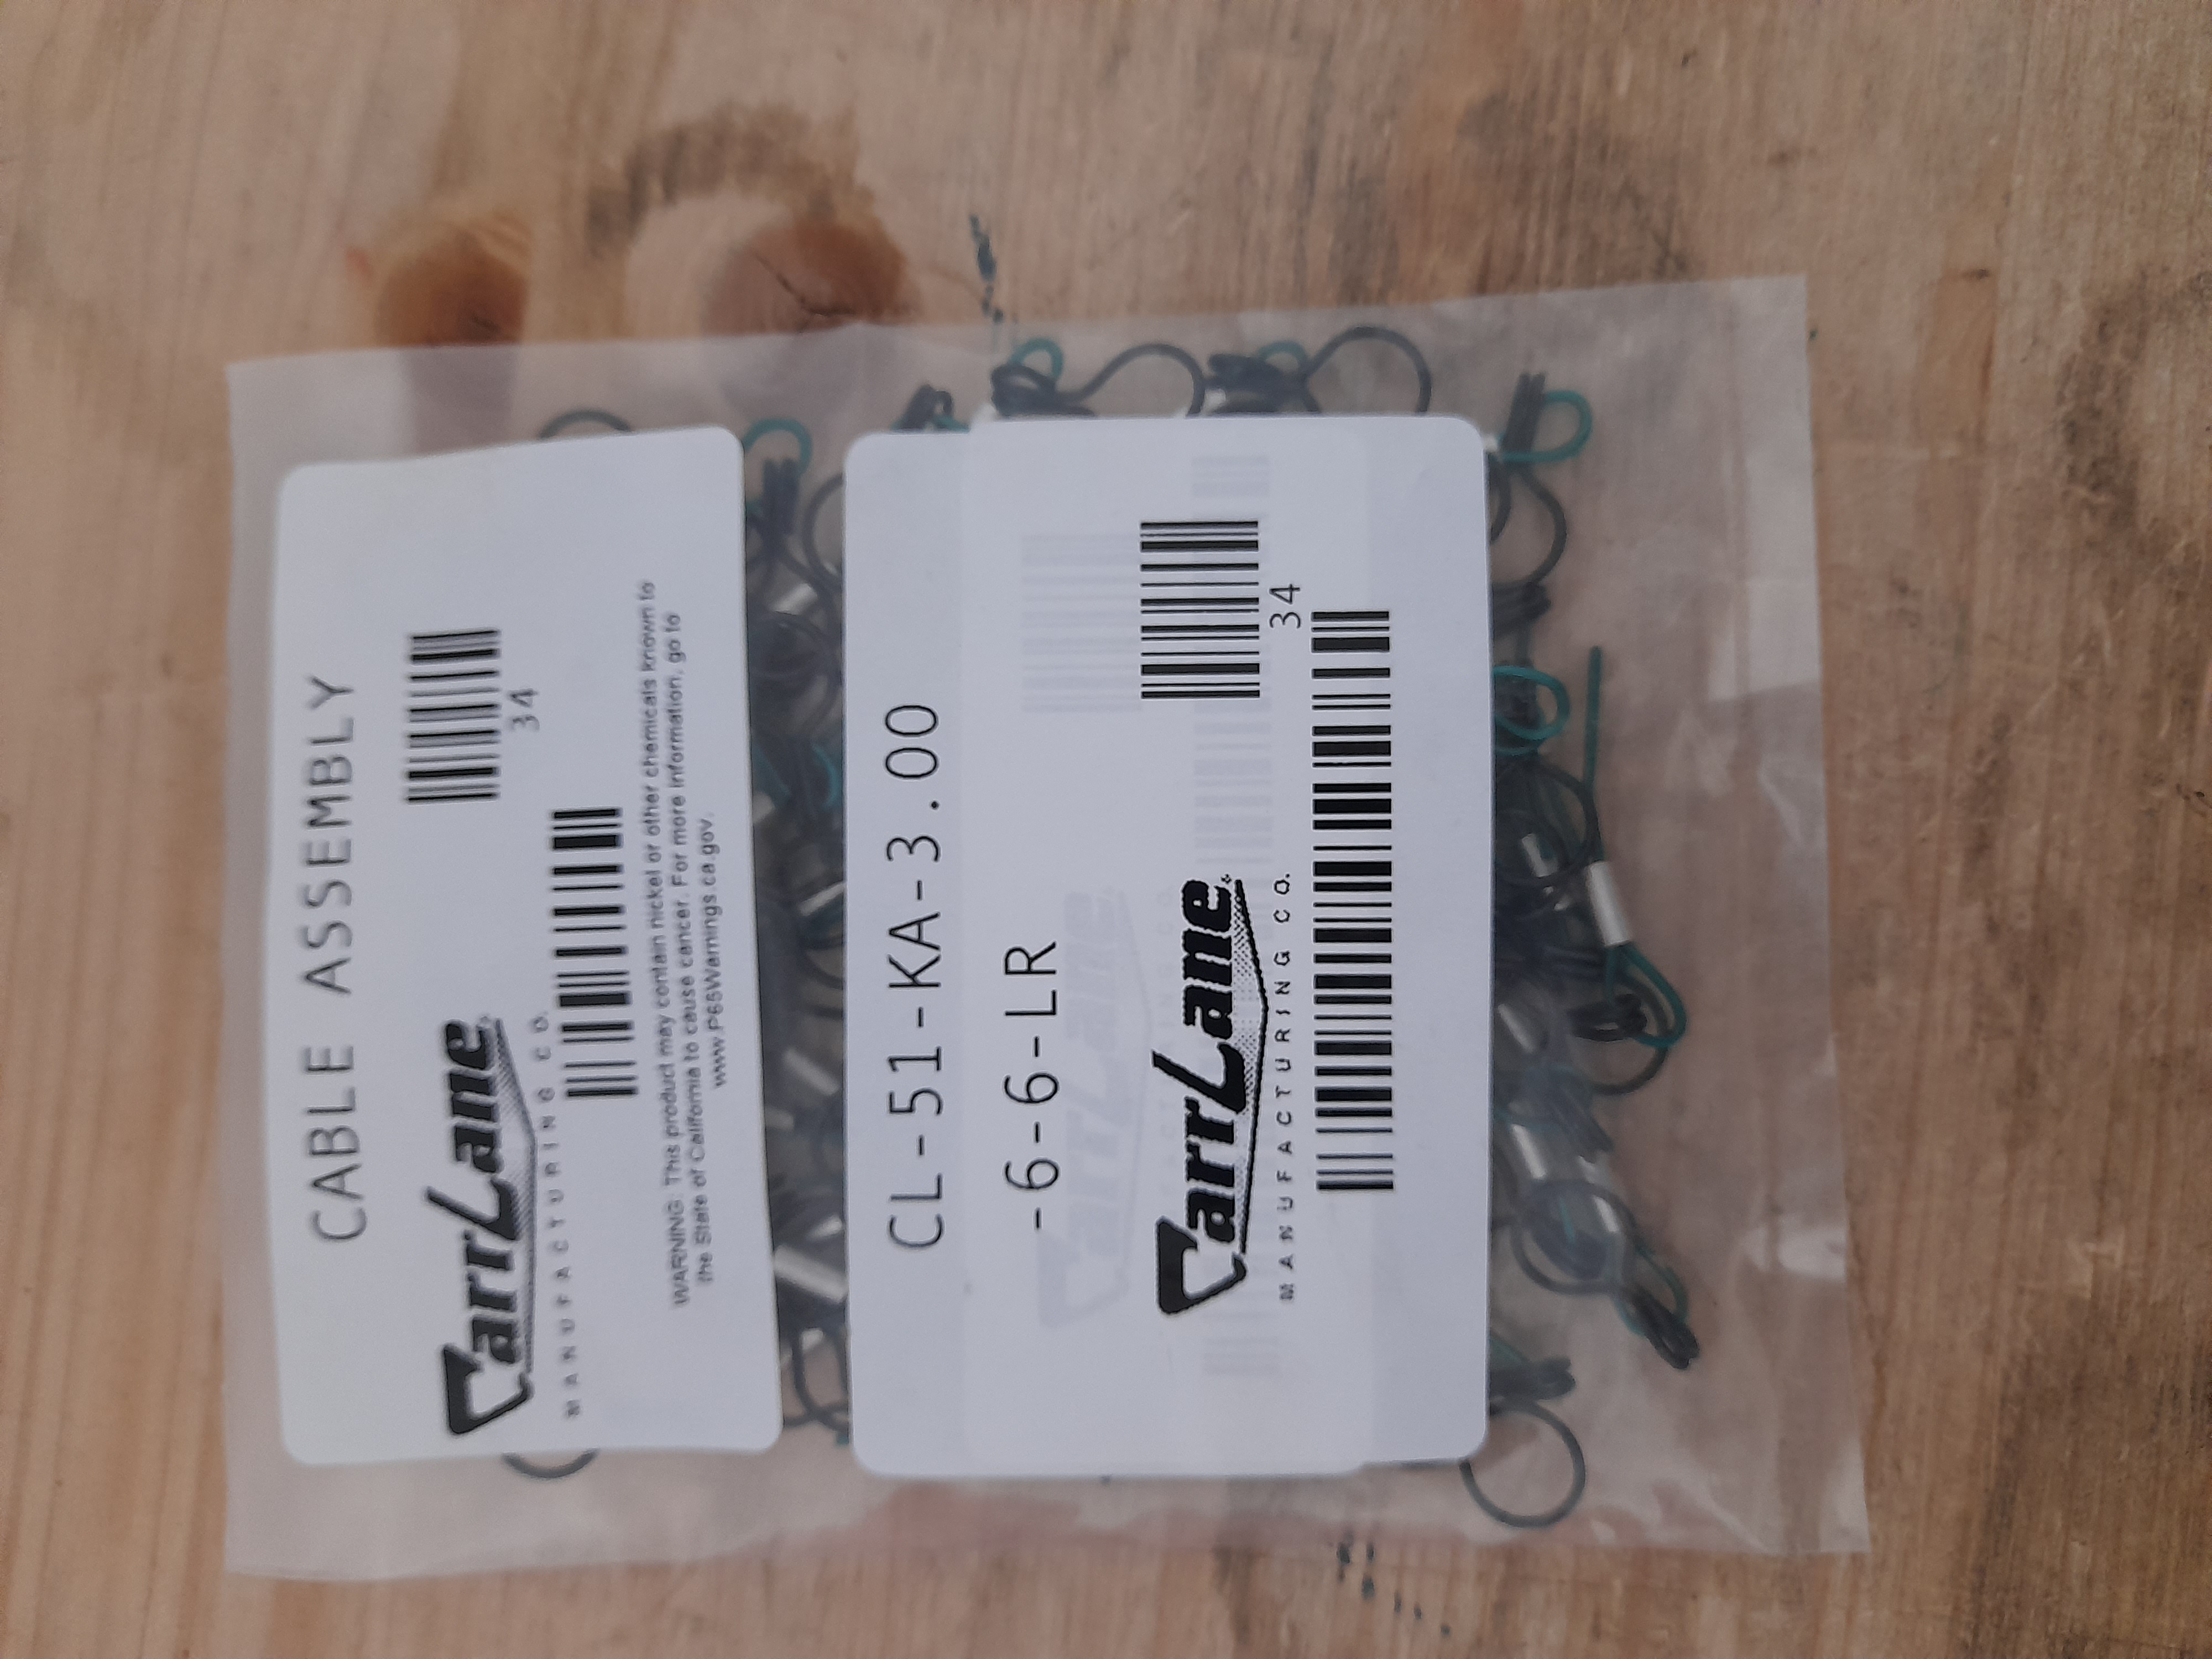 CABLE ASSEMBLY
34
CarrLane®
MANUFACTURING CO.
WARNING: This product may contain nickel or other chemicals known to
the State of California to cause cancer. For more information, go to
www.P65Warnings.ca.gov.
CL-51-KA-3.00
-6-6-LR
34
CarrLane®
MANUFACTURING CO.